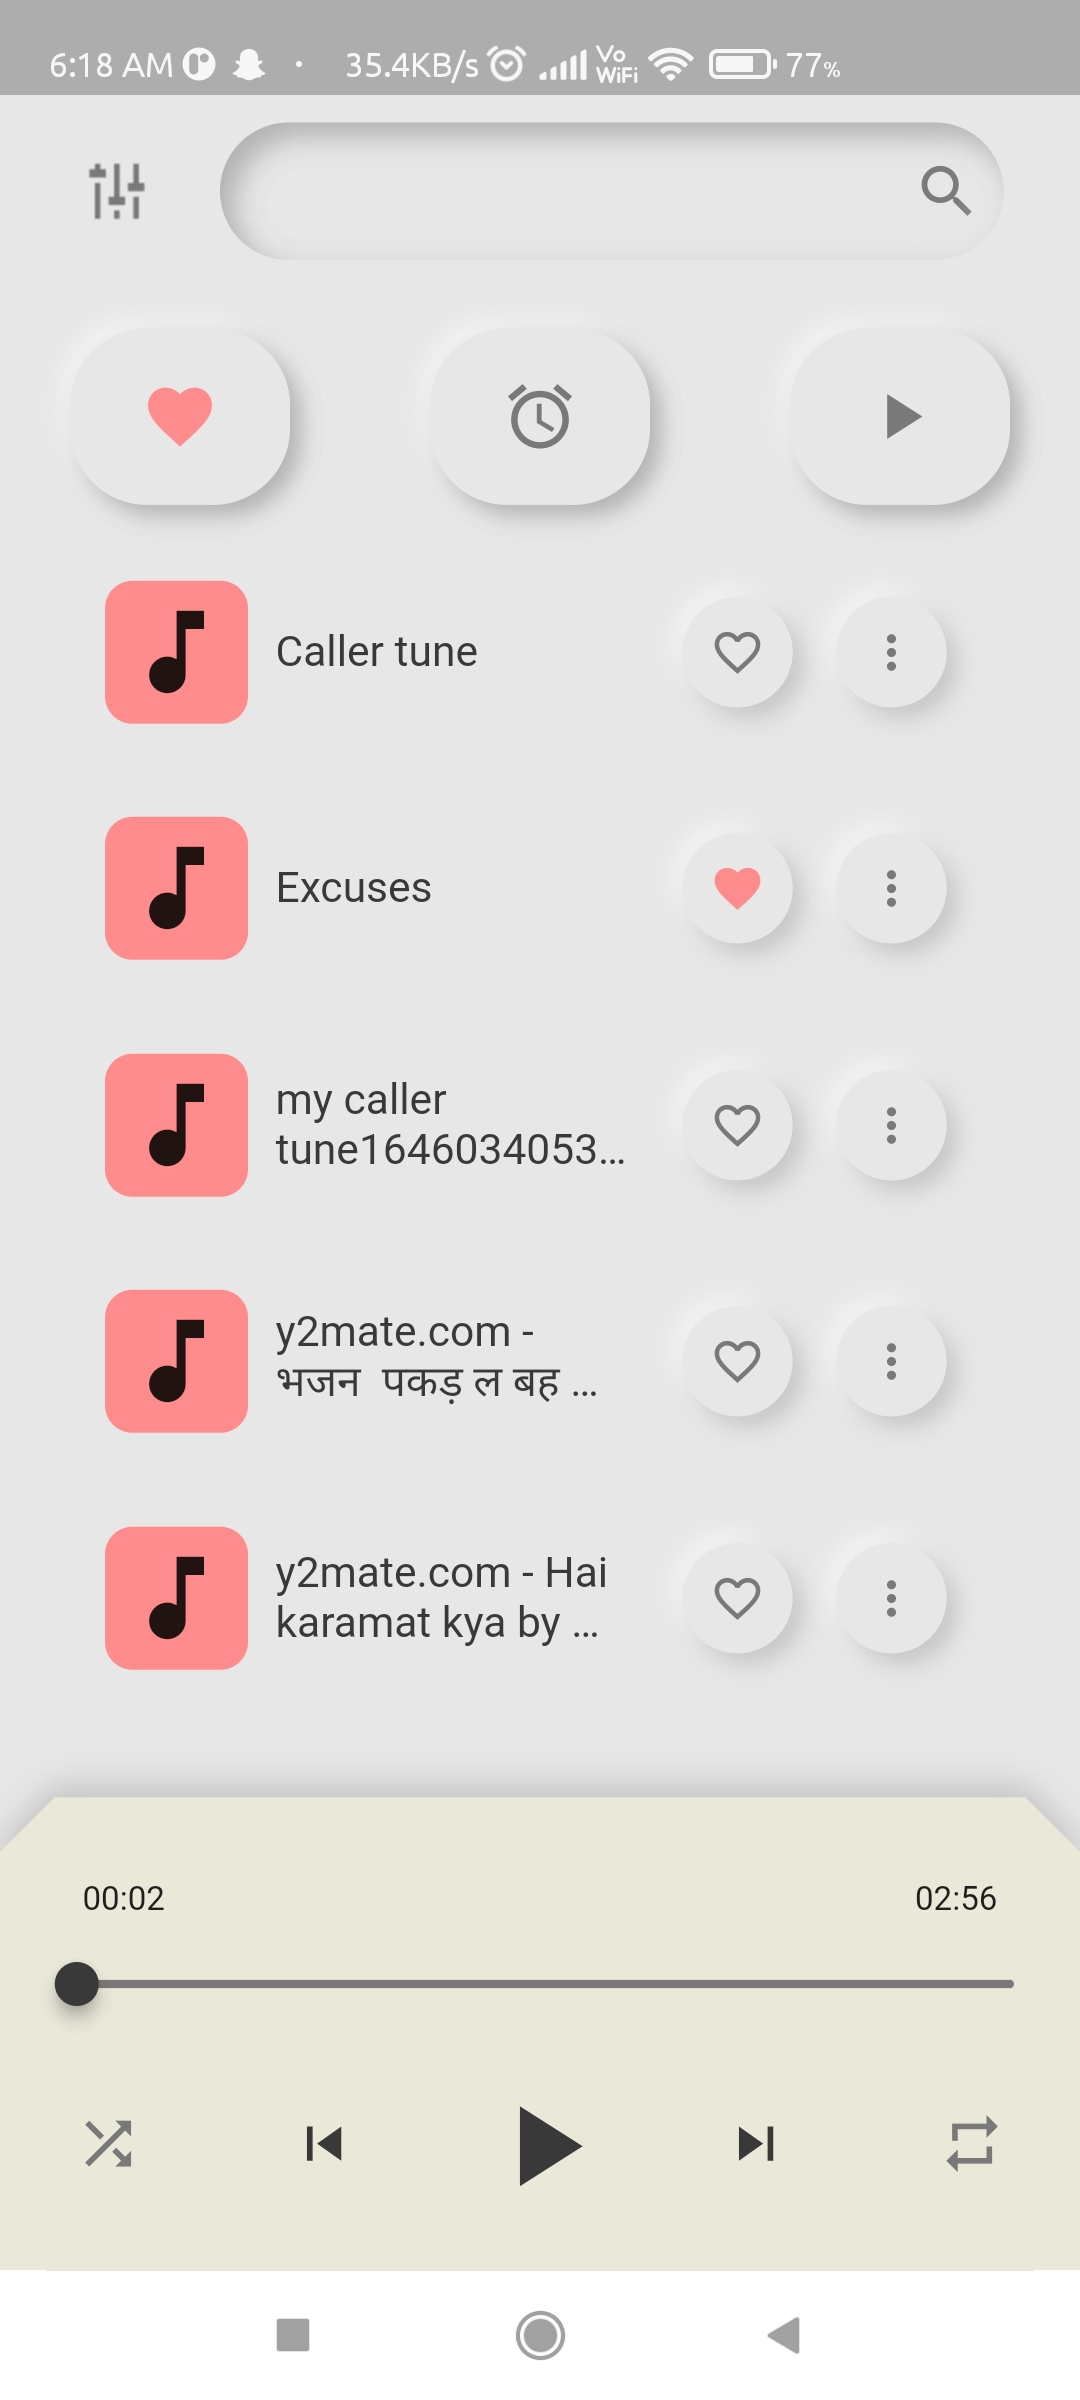 6:18 AM 35.4KB/s Vo WiFi 77%
Caller tune
Excuses
my caller
tune1646034053...
y2mate.com -
भजन  पकड़ ल बह ...
y2mate.com - Hai
karamat kya by ...
00:02 02:56